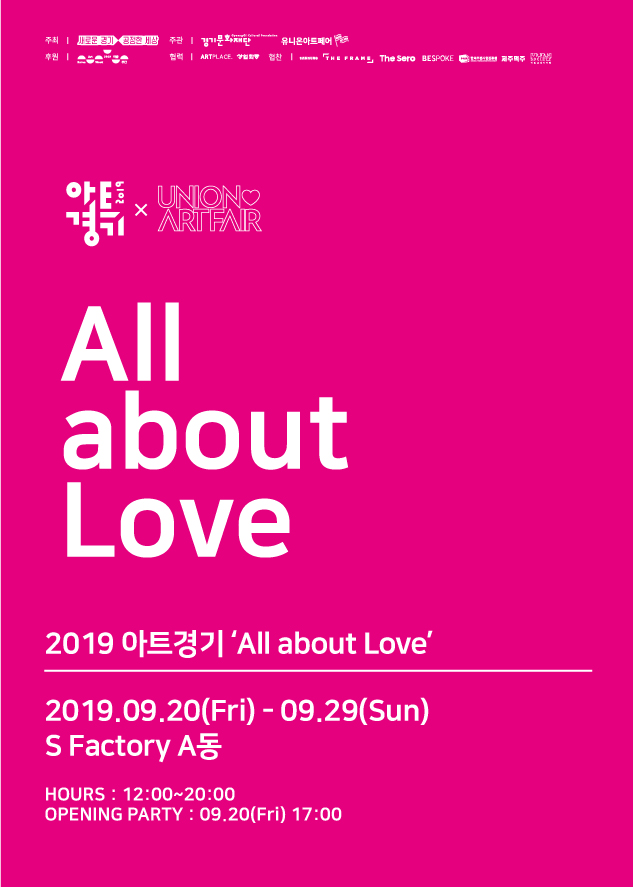 주최 | 새로운 경기 공정한 세상 주관 | 경기문화재단 유니온아트페어
후원 | 협력 | ARTPLACE. 협찬 | SAMSUNG THE FRAME The Sero BESPOKE 제주맥주
아트경기 2019 × UNION ARTFAIR
All
about
Love
2019 아트경기 ‘All about Love’
2019.09.20(Fri) - 09.29(Sun)
S Factory A동
HOURS : 12:00~20:00
OPENING PARTY : 09.20(Fri) 17:00